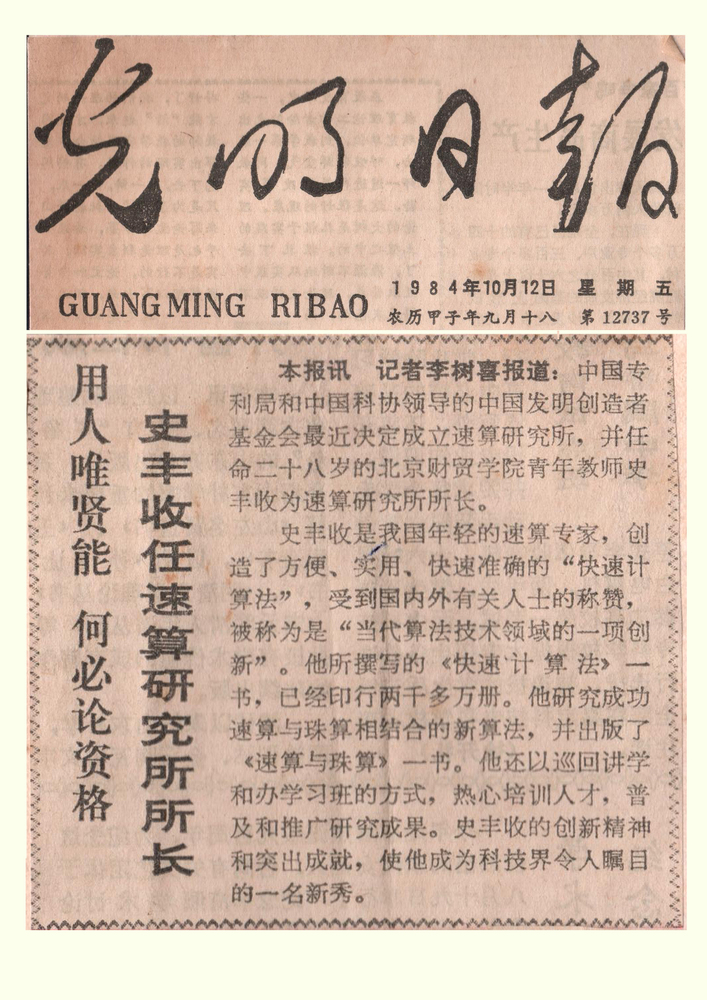 光明日报
GUANGMING RIBAO
1984年10月12日 星期五
农历甲子年九月十八 第12737号
用人唯贤能 何必论资格
史丰收任速算研究所所长
本报讯 记者李树喜报道：中国专
利局和中国科协领导的中国发明创造者
基金会最近决定成立速算研究所，并任
命二十八岁的北京财贸学院青年教师史
丰收为速算研究所所长。
史丰收是我国年轻的速算专家，创
造了方便、实用、快速准确的“快速计
算法”，受到国内外有关人士的称赞，
被称为是“当代算法技术领域的一项创
新”。他所撰写的《快速计算法》一
书，已经印行两千多万册。他研究成功
速算与珠算相结合的新算法，并出版了
《速算与珠算》一书。他还以巡回讲学
和办学习班的方式，热心培训人才，普
及和推广研究成果。史丰收的创新精神
和突出成就，使他成为科技界令人瞩目
的一名新秀。